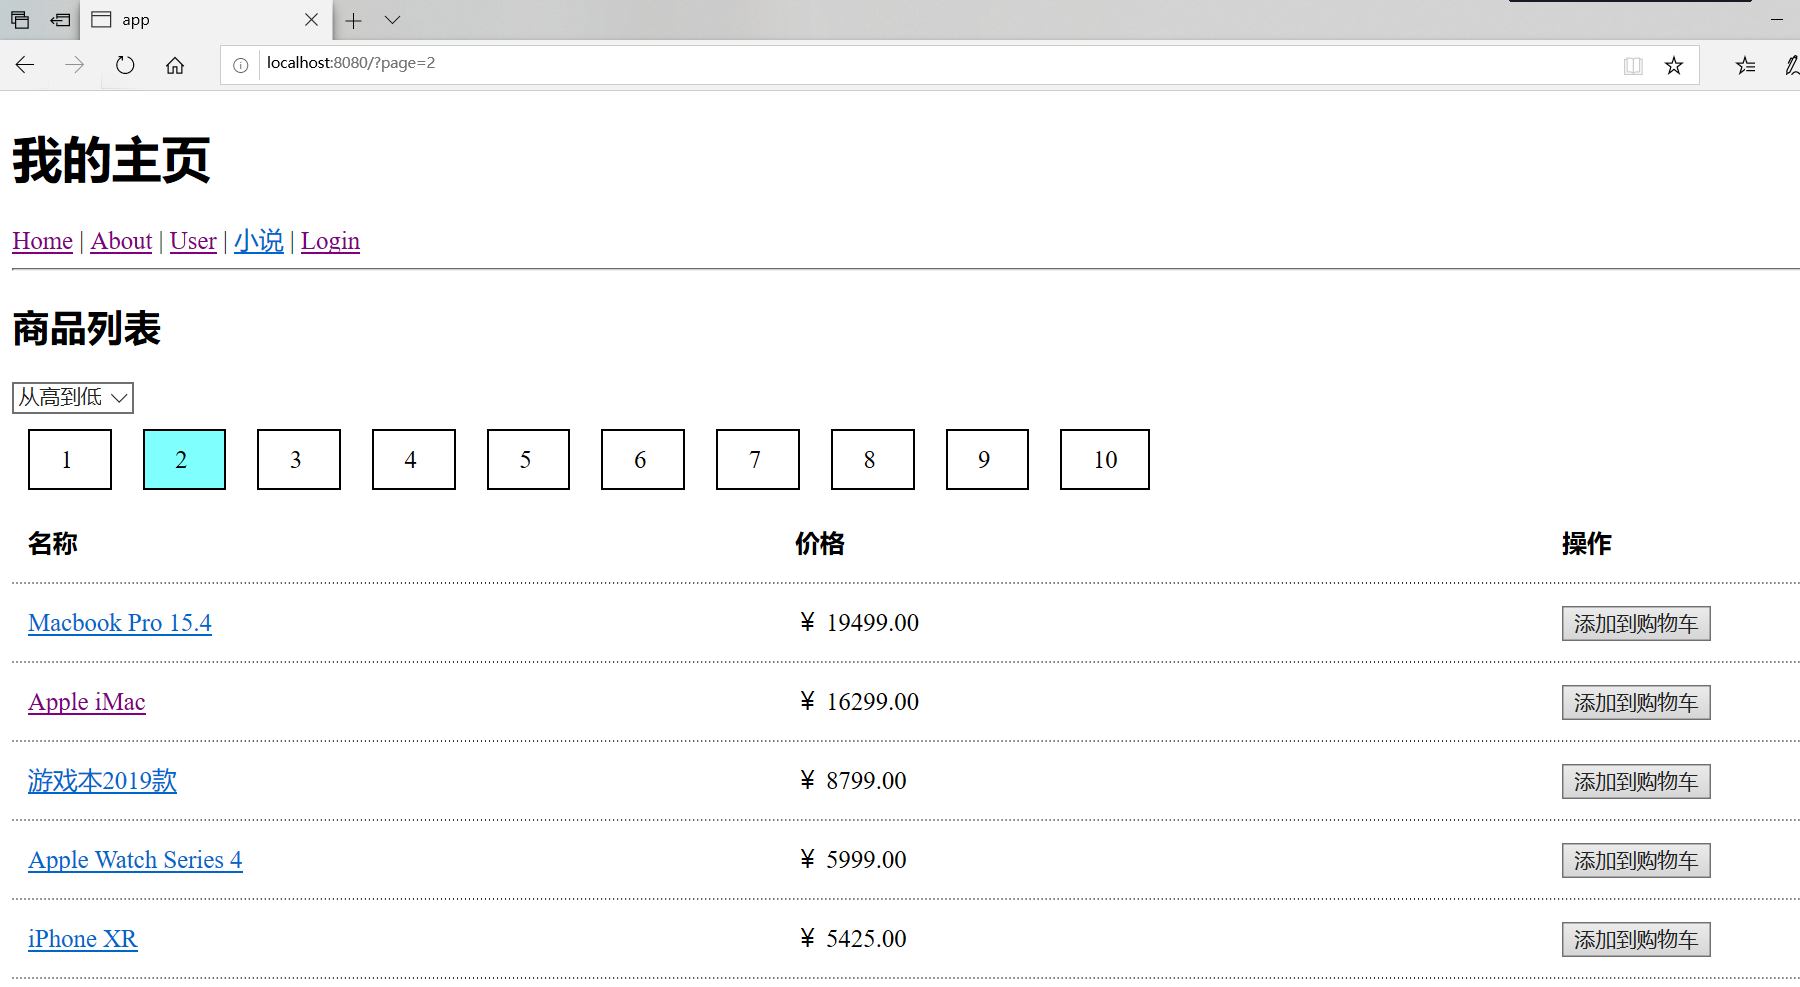 app
localhost:8080/?page=2
我的主页
Home | About | User | 小说 | Login
商品列表
从高到低
1 2 3 4 5 6 7 8 9 10
名称 价格 操作
Macbook Pro 15.4 ￥ 19499.00 添加到购物车
Apple iMac ￥ 16299.00 添加到购物车
游戏本2019款 ￥ 8799.00 添加到购物车
Apple Watch Series 4 ￥ 5999.00 添加到购物车
iPhone XR ￥ 5425.00 添加到购物车